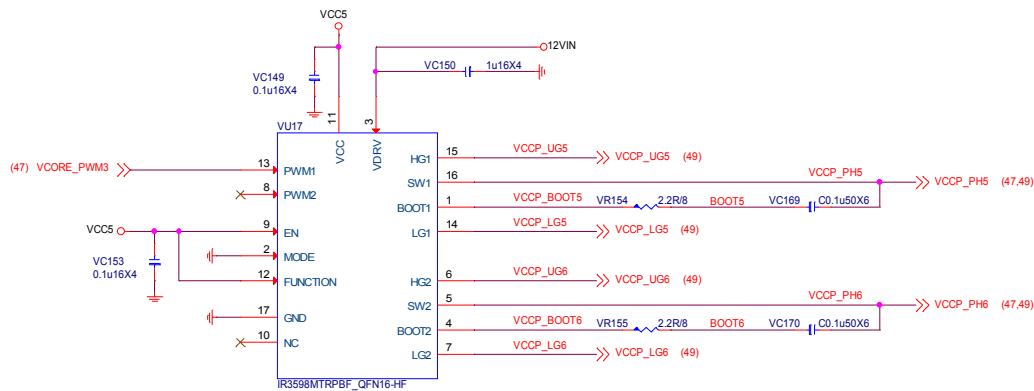 VCC5
12VIN
VC150 1u16X4
VC149
0.1u16X4
VU17
11
3
VCC
VDRV
(47) VCORE_PWM3
13
PWM1
8
PWM2
VCC5
9
EN
2
MODE
VC153
0.1u16X4
12
FUNCTION
17
GND
10
NC
HG1
15
VCCP_UG5
VCCP_UG5 (49)
SW1
16
VCCP_PH5
VCCP_PH5 (47,49)
BOOT1
1
VCCP_BOOT5
VR154
2.2R/8
BOOT5
VC169
C0.1u50X6
LG1
14
VCCP_LG5
VCCP_LG5 (49)
HG2
6
VCCP_UG6
VCCP_UG6 (49)
SW2
5
VCCP_PH6
VCCP_PH6 (47,49)
BOOT2
4
VCCP_BOOT6
VR155
2.2R/8
BOOT6
VC170
C0.1u50X6
LG2
7
VCCP_LG6
VCCP_LG6 (49)
IR3598MTRPBF_QFN16-HF